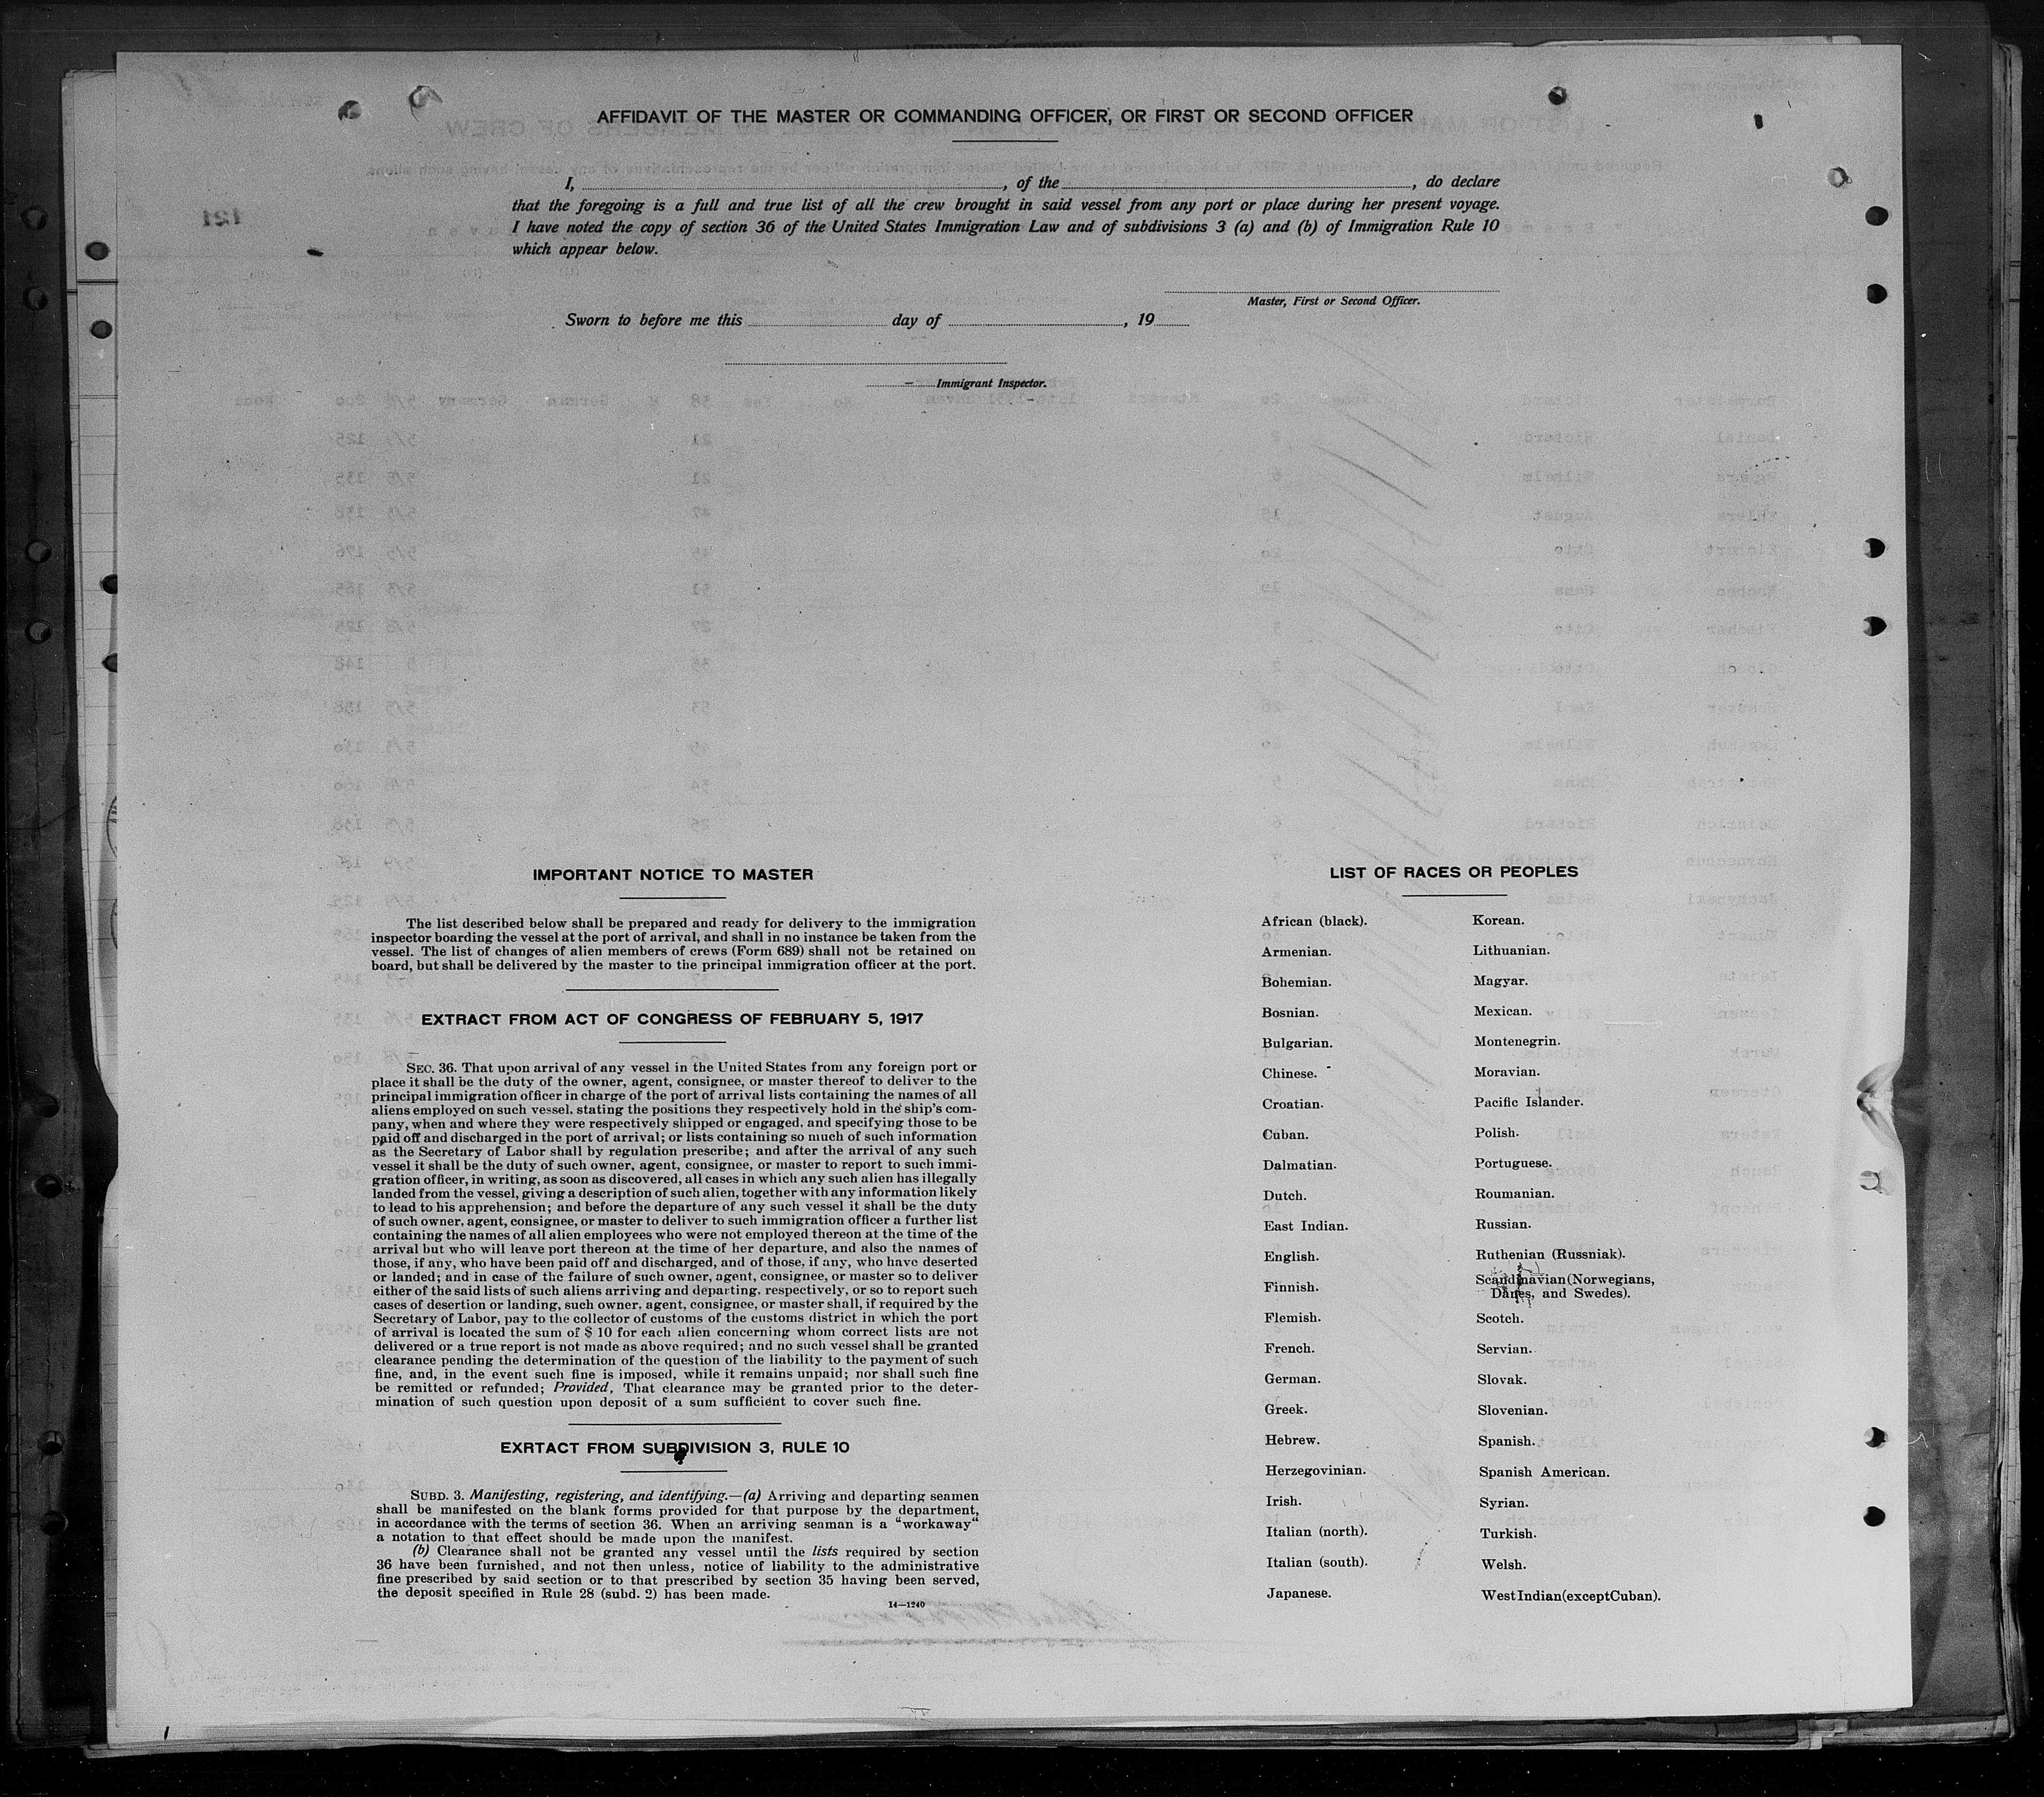 AFFIDAVIT OF THE MASTER OR COMMANDING OFFICER, OR FIRST OR SECOND OFFICER
I, , of the , do declare
that the foregoing is a full and true list of all the crew brought in said vessel from any port or place during her present voyage.
I have noted the copy of section 36 of the United States Immigration Law and of subdivisions 3 (a) and (b) of Immigration Rule 10
which appear below.
Master, First or Second Officer.
Sworn to before me this day of , 19
Immigrant Inspector.
IMPORTANT NOTICE TO MASTER
The list described below shall be prepared and ready for delivery to the immigration
inspector boarding the vessel at the port of arrival, and shall in no instance be taken from the
vessel. The list of changes of alien members of crews (Form 689) shall not be retained on
board, but shall be delivered by the master to the principal immigration officer at the port.
EXTRACT FROM ACT OF CONGRESS OF FEBRUARY 5, 1917
SEC. 36. That upon arrival of any vessel in the United States from any foreign port or
place it shall be the duty of the owner, agent, consignee, or master thereof to deliver to the
principal immigration officer in charge of the port of arrival lists containing the names of all
aliens employed on such vessel, stating the positions they respectively hold in the ship's com-
pany, when and where they were respectively shipped or engaged, and specifying those to be
paid off and discharged in the port of arrival; or lists containing so much of such information
as the Secretary of Labor shall by regulation prescribe; and after the arrival of any such
vessel it shall be the duty of such owner, agent, consignee, or master to report to such immi-
gration officer, in writing, as soon as discovered, all cases in which any such alien has illegally
landed from the vessel, giving a description of such alien, together with any information likely
to lead to his apprehension; and before the departure of any such vessel it shall be the duty
of such owner, agent, consignee, or master to deliver to such immigration officer a further list
containing the names of all alien employees who were not employed thereon at the time of the
arrival but who will leave port thereon at the time of her departure, and also the names of
those, if any, who have been paid off and discharged, and of those, if any, who have deserted
or landed; and in case of the failure of such owner, agent, consignee, or master so to deliver
either of the said lists of such aliens arriving and departing, respectively, or so to report such
cases of desertion or landing, such owner, agent, consignee, or master shall, if required by the
Secretary of Labor, pay to the collector of customs of the customs district in which the port
of arrival is located the sum of $ 10 for each alien concerning whom correct lists are not
delivered or a true report is not made as above required; and no such vessel shall be granted
clearance pending the determination of the question of the liability to the payment of such
fine, and, in the event such fine is imposed, while it remains unpaid; nor shall such fine
be remitted or refunded; Provided, That clearance may be granted prior to the deter-
mination of such question upon deposit of a sum sufficient to cover such fine.
EXRTACT FROM SUBDIVISION 3, RULE 10
SUBD. 3. Manifesting, registering, and identifying.—(a) Arriving and departing seamen
shall be manifested on the blank forms provided for that purpose by the department,
in accordance with the terms of section 36. When an arriving seaman is a "workaway"
a notation to that effect should be made upon the manifest.
(b) Clearance shall not be granted any vessel until the lists required by section
36 have been furnished, and not then unless, notice of liability to the administrative
fine prescribed by said section or to that prescribed by section 35 having been served,
the deposit specified in Rule 28 (subd. 2) has been made.
14—1240
LIST OF RACES OR PEOPLES
African (black).
Armenian.
Bohemian.
Bosnian.
Bulgarian.
Chinese.
Croatian.
Cuban.
Dalmatian.
Dutch.
East Indian.
English.
Finnish.
Flemish.
French.
German.
Greek.
Hebrew.
Herzegovinian.
Irish.
Italian (north).
Italian (south).
Japanese.
Korean.
Lithuanian.
Magyar.
Mexican.
Montenegrin.
Moravian.
Pacific Islander.
Polish.
Portuguese.
Roumanian.
Russian.
Ruthenian (Russniak).
Scandinavian (Norwegians,
Danes, and Swedes).
Scotch.
Servian.
Slovak.
Slovenian.
Spanish.
Spanish American.
Syrian.
Turkish.
Welsh.
West Indian (except Cuban).